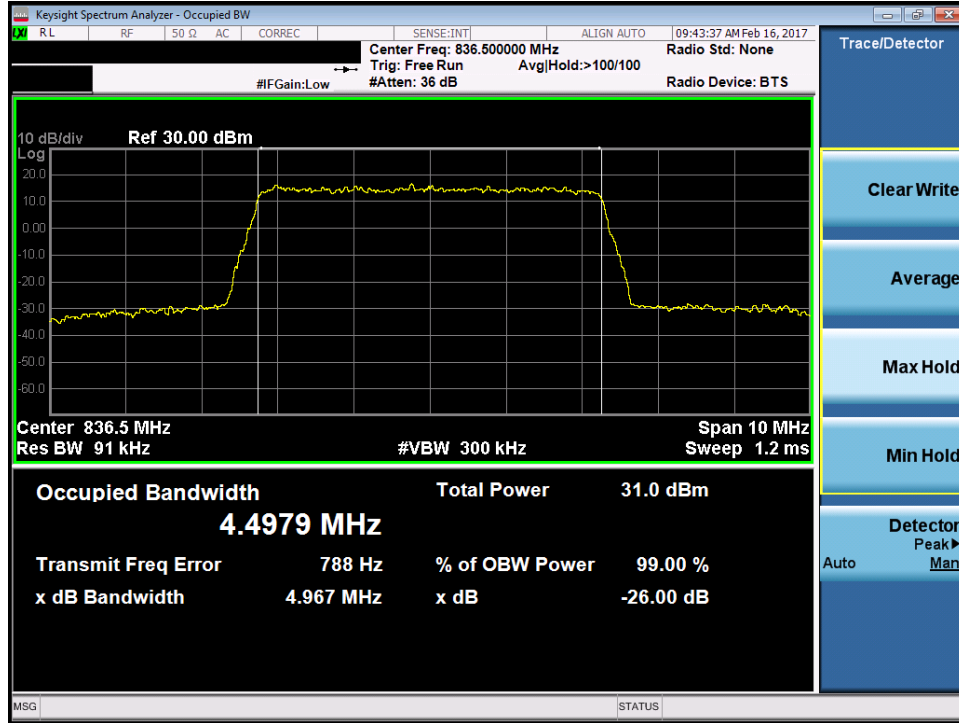 Keysight Spectrum Analyzer - Occupied BW
LXI RL RF 50 Ω AC CORREC SENSE:INT ALIGN AUTO 09:43:37 AM Feb 16, 2017
Center Freq: 836.500000 MHz Radio Std: None
Trig: Free Run Avg|Hold:>100/100
#IFGain:Low #Atten: 36 dB Radio Device: BTS
10 dB/div Ref 30.00 dBm
Log
20.0
10.0
0.00
-10.0
-20.0
-30.0
-40.0
-50.0
-60.0
Center 836.5 MHz Span 10 MHz
Res BW 91 kHz #VBW 300 kHz Sweep 1.2 ms
Occupied Bandwidth Total Power 31.0 dBm
4.4979 MHz
Transmit Freq Error 788 Hz % of OBW Power 99.00 %
x dB Bandwidth 4.967 MHz x dB -26.00 dB
MSG STATUS
Trace/Detector
Clear Write
Average
Max Hold
Min Hold
Detector
Peak▶
Auto Man